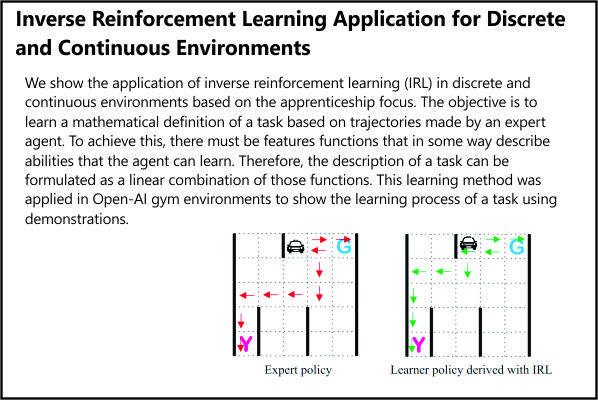 Inverse Reinforcement Learning Application for Discrete
and Continuous Environments
We show the application of inverse reinforcement learning (IRL) in discrete and
continuous environments based on the apprenticeship focus. The objective is to
learn a mathematical definition of a task based on trajectories made by an expert
agent. To achieve this, there must be features functions that in some way describe
abilities that the agent can learn. Therefore, the description of a task can be
formulated as a linear combination of those functions. This learning method was
applied in Open-AI gym environments to show the learning process of a task using
demonstrations.
G
G
Y
Y
Expert policy
Learner policy derived with IRL